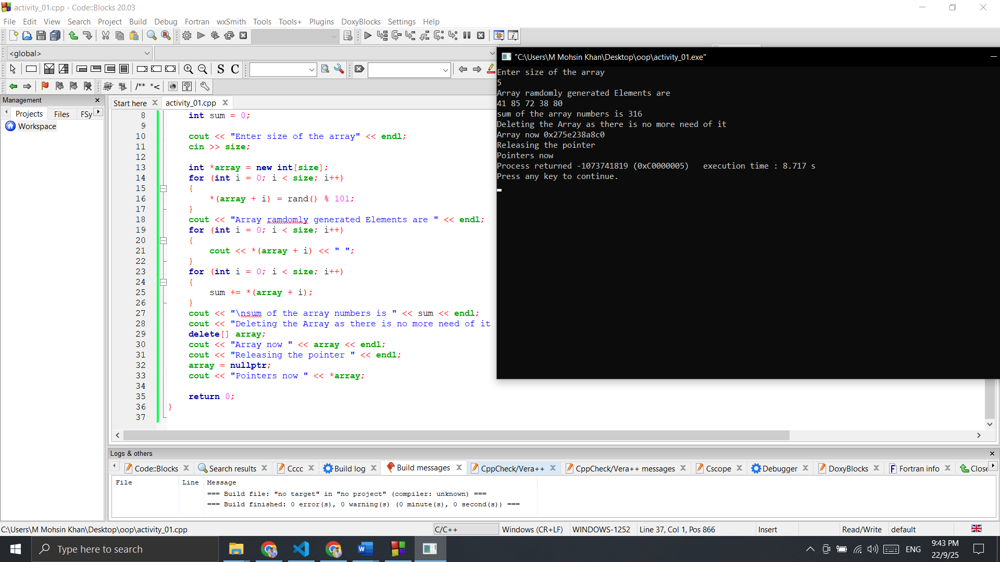 activity_01.cpp - Code::Blocks 20.03
File Edit View Search Project Build Debug Fortran wxSmith Tools Tools+ Plugins DoxyBlocks Settings Help
<global>
S C
/** *<
Management
Projects Files FSy
Workspace
Start here activity_01.cpp
8 int sum = 0;
9
10 cout << "Enter size of the array" << endl;
11 cin >> size;
12
13 int *array = new int[size];
14 for (int i = 0; i < size; i++)
15 {
16 *(array + i) = rand() % 101;
17 }
18 cout << "Array ramdomly generated Elements are " << endl;
19 for (int i = 0; i < size; i++)
20 {
21 cout << *(array + i) << " ";
22 }
23 for (int i = 0; i < size; i++)
24 {
25 sum += *(array + i);
26 }
27 cout << "\nsum of the array numbers is " << sum << endl;
28 cout << "Deleting the Array as there is no more need of it
29 delete[] array;
30 cout << "Array now " << array << endl;
31 cout << "Releasing the pointer " << endl;
32 array = nullptr;
33 cout << "Pointers now " << *array;
34
35 return 0;
36 }
37
"C:\Users\M Mohsin Khan\Desktop\oop\activity_01.exe"
Enter size of the array
5
Array ramdomly generated Elements are
41 85 72 38 80
sum of the array numbers is 316
Deleting the Array as there is no more need of it
Array now 0x275e238a8c0
Releasing the pointer
Pointers now
Process returned -1073741819 (0xC0000005) execution time : 8.717 s
Press any key to continue.
Logs & others
Code::Blocks Search results Cccc Build log Build messages CppCheck/Vera++ CppCheck/Vera++ messages Cscope Debugger DoxyBlocks Fortran info Close
File Line Message
=== Build file: "no target" in "no project" (compiler: unknown) ===
=== Build finished: 0 error(s), 0 warning(s) (0 minute(s), 0 second(s)) ===
C:\Users\M Mohsin Khan\Desktop\oop\activity_01.cpp C/C++ Windows (CR+LF) WINDOWS-1252 Line 37, Col 1, Pos 866 Insert Read/Write default
Type here to search
ENG
9:43 PM
22/9/25